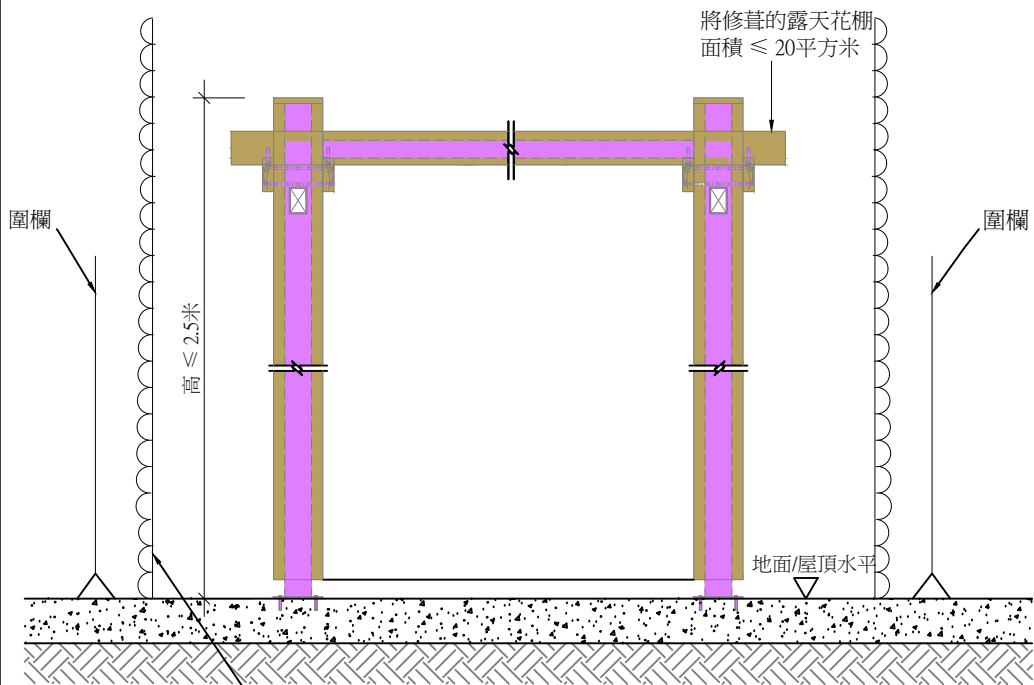 將修葺的露天花棚
面積 ≤ 20平方米
圍欄
圍欄
高 ≤ 2.5米
地面/屋頂水平